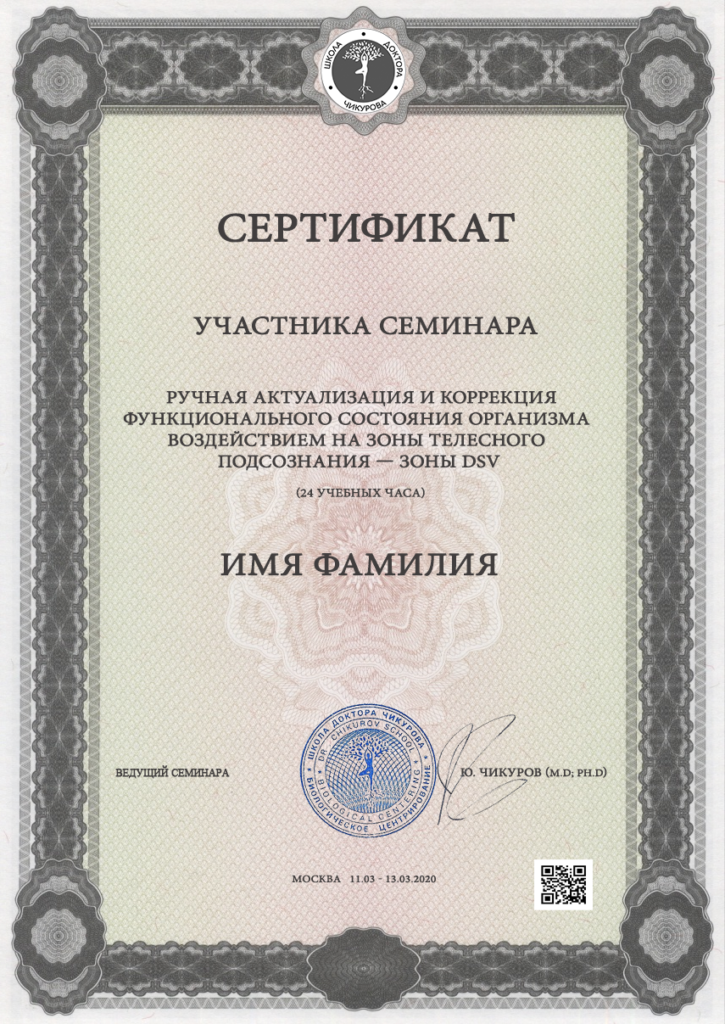 ШКОЛА ДОКТОРА ЧИКУРОВА
СЕРТИФИКАТ
УЧАСТНИКА СЕМИНАРА
РУЧНАЯ АКТУАЛИЗАЦИЯ И КОРРЕКЦИЯ
ФУНКЦИОНАЛЬНОГО СОСТОЯНИЯ ОРГАНИЗМА
ВОЗДЕЙСТВИЕМ НА ЗОНЫ ТЕЛЕСНОГО
ПОДСОЗНАНИЯ — ЗОНЫ DSV
(24 УЧЕБНЫХ ЧАСА)
ИМЯ ФАМИЛИЯ
ШКОЛА ДОКТОРА ЧИКУРОВА
DR. CHIKUROV SCHOOL
BIOLOGICAL CENTERING
БИОЛОГИЧЕСКОЕ ЦЕНТРИРОВАНИЕ
ВЕДУЩИЙ СЕМИНАРА
Ю. ЧИКУРОВ (M.D; PH.D)
МОСКВА 11.03 - 13.03.2020